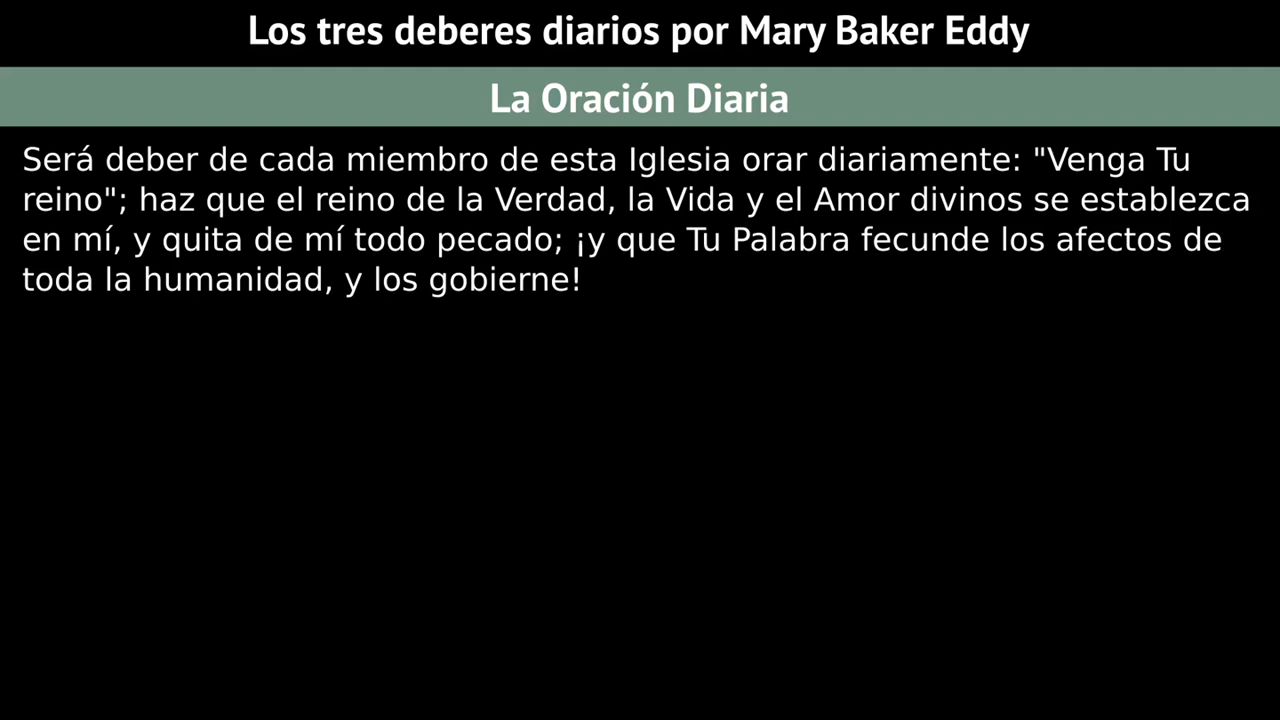 Los tres deberes diarios por Mary Baker Eddy
La Oración Diaria
Será deber de cada miembro de esta Iglesia orar diariamente: "Venga Tu
reino"; haz que el reino de la Verdad, la Vida y el Amor divinos se establezca
en mí, y quita de mí todo pecado; ¡y que Tu Palabra fecunde los afectos de
toda la humanidad, y los gobierne!